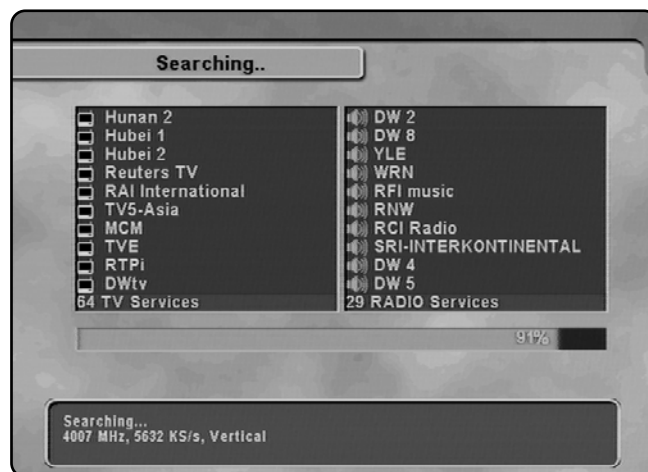 Searching..
Hunan 2
Hubei 1
Hubei 2
Reuters TV
RAI International
TV5-Asia
MCM
TVE
RTPi
DWtv
64 TV Services
DW 2
DW 8
YLE
WRN
RFI music
RNW
RCI Radio
SRI-INTERKONTINENTAL
DW 4
DW 5
29 RADIO Services
91%
Searching...
4007 MHz, 5632 KS/s, Vertical